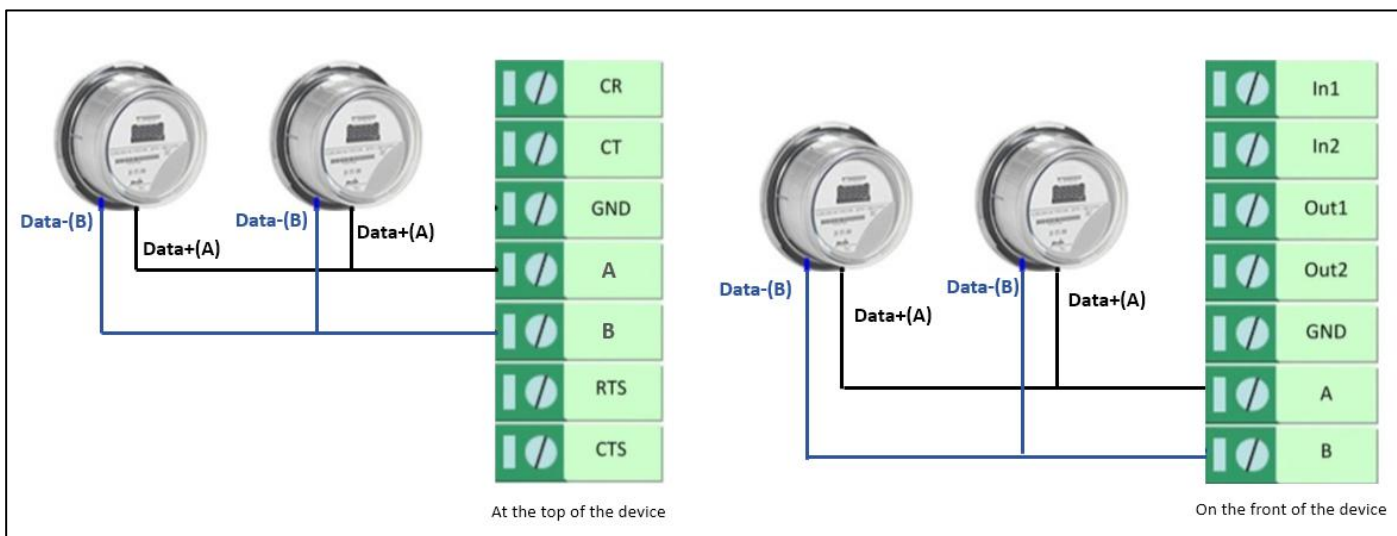 CR
CT
GND
A
B
RTS
CTS
Data-(B)
Data+(A)
Data-(B)
Data+(A)
At the top of the device
In1
In2
Out1
Out2
GND
A
B
Data-(B)
Data+(A)
Data-(B)
Data+(A)
On the front of the device